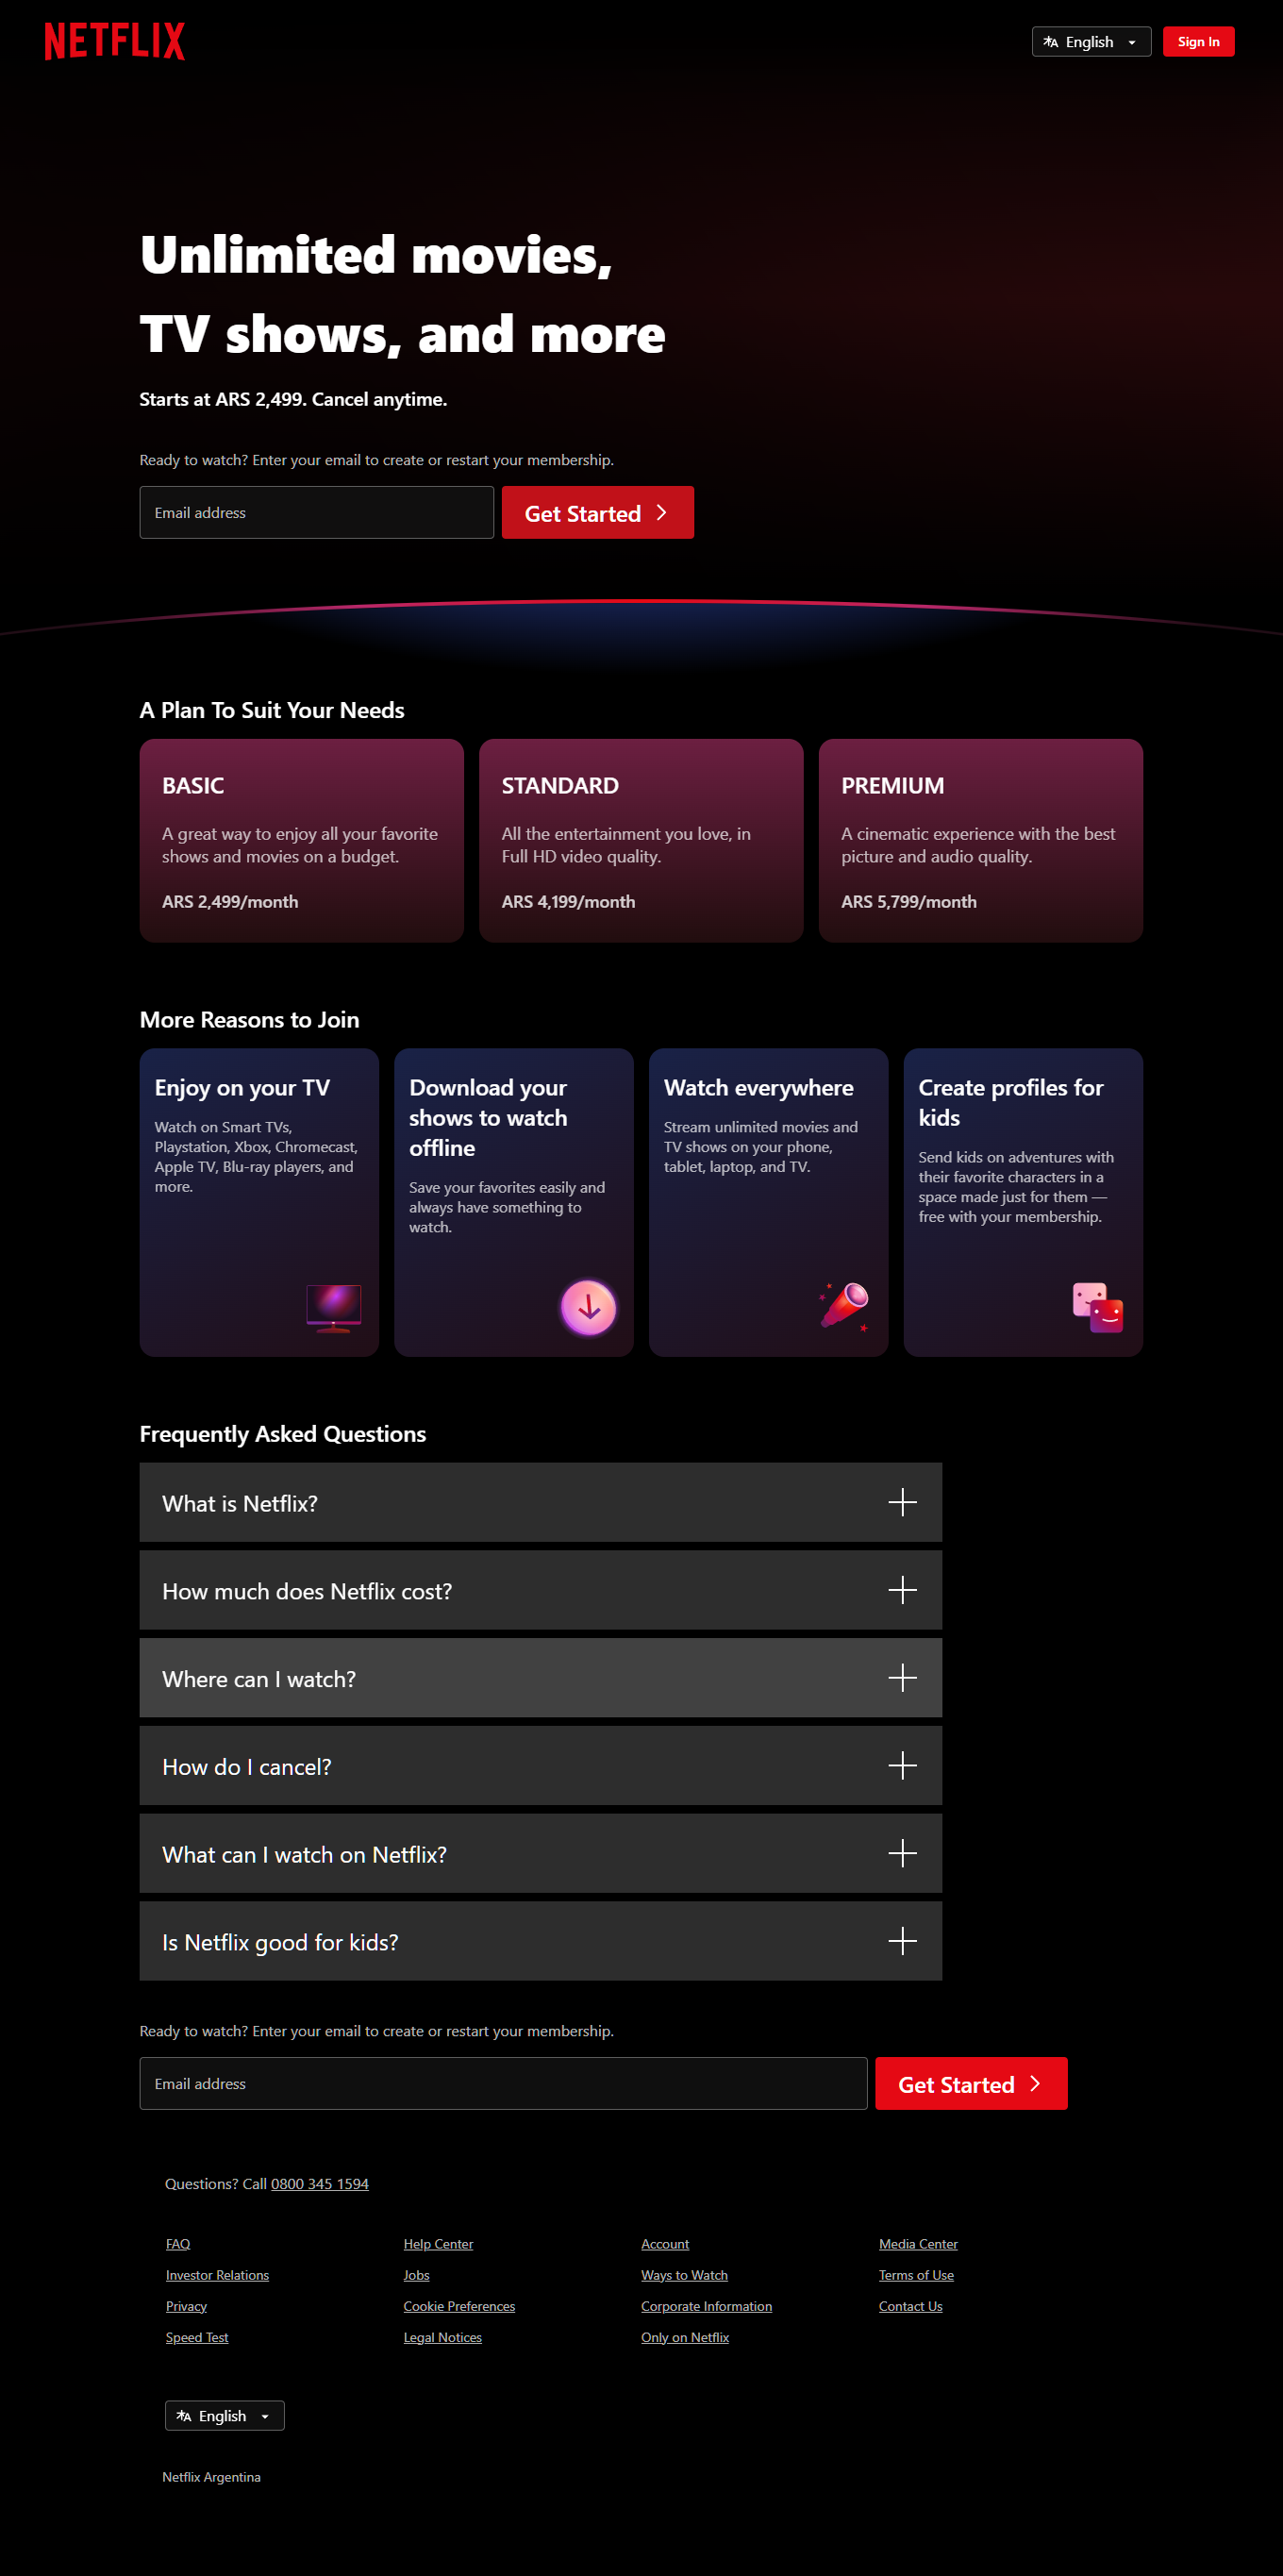 NETFLIX
English
Sign In
Unlimited movies,
TV shows, and more
Starts at ARS 2,499. Cancel anytime.
Ready to watch? Enter your email to create or restart your membership.
Email address
Get Started
A Plan To Suit Your Needs
BASIC
A great way to enjoy all your favorite
shows and movies on a budget.
ARS 2,499/month
STANDARD
All the entertainment you love, in
Full HD video quality.
ARS 4,199/month
PREMIUM
A cinematic experience with the best
picture and audio quality.
ARS 5,799/month
More Reasons to Join
Enjoy on your TV
Watch on Smart TVs,
Playstation, Xbox, Chromecast,
Apple TV, Blu-ray players, and
more.
Download your
shows to watch
offline
Save your favorites easily and
always have something to
watch.
Watch everywhere
Stream unlimited movies and
TV shows on your phone,
tablet, laptop, and TV.
Create profiles for
kids
Send kids on adventures with
their favorite characters in a
space made just for them —
free with your membership.
Frequently Asked Questions
What is Netflix?
How much does Netflix cost?
Where can I watch?
How do I cancel?
What can I watch on Netflix?
Is Netflix good for kids?
Ready to watch? Enter your email to create or restart your membership.
Email address
Get Started
Questions? Call 0800 345 1594
FAQ
Help Center
Account
Media Center
Investor Relations
Jobs
Ways to Watch
Terms of Use
Privacy
Cookie Preferences
Corporate Information
Contact Us
Speed Test
Legal Notices
Only on Netflix
English
Netflix Argentina